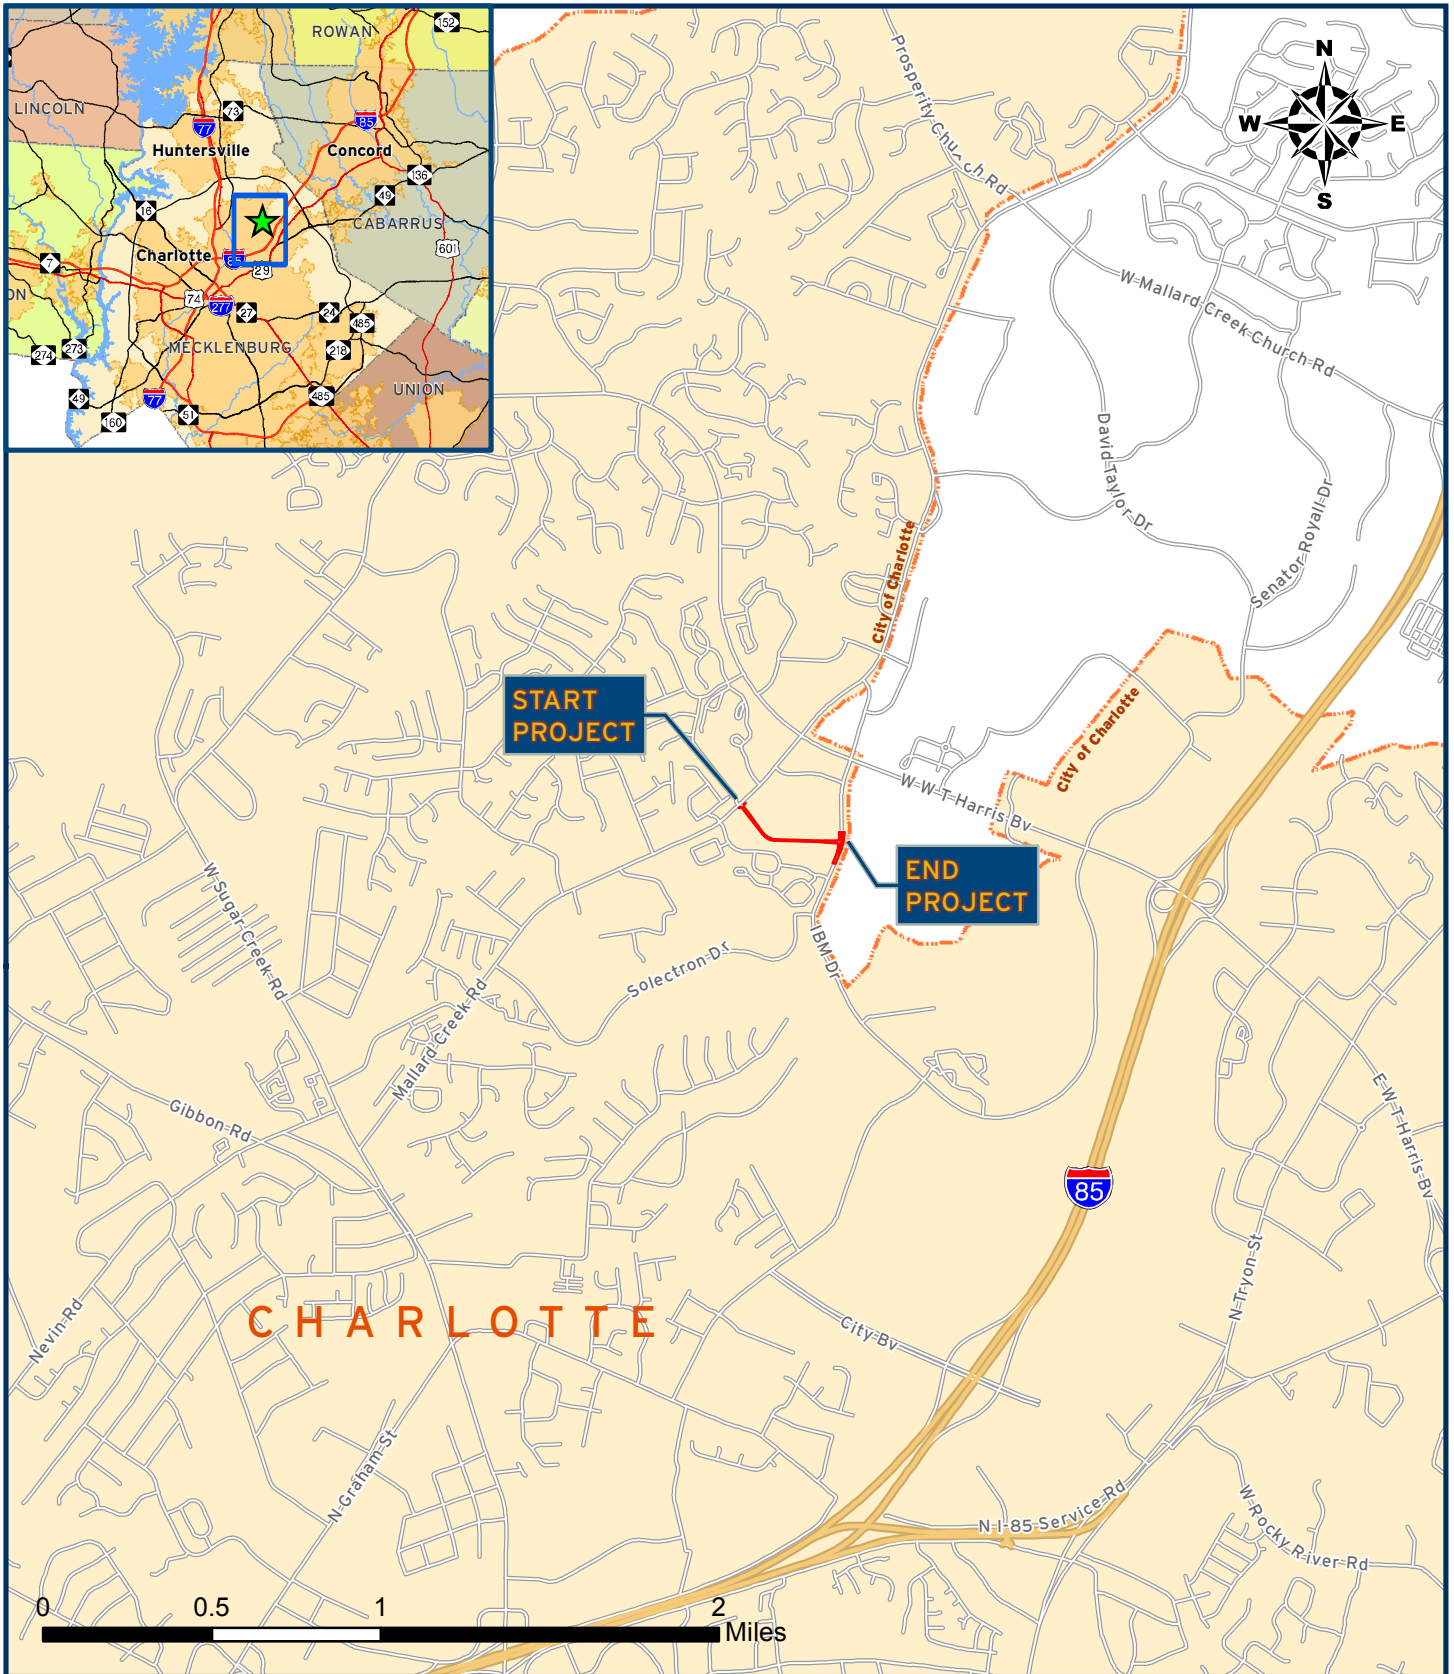 ROWAN
152
LINCOLN
73
77
85
Huntersville
Concord
136
49
16
CABARRUS
601
Charlotte
85
29
7
74
277
27
24
485
ON
MECKLENBURG
218
274
273
UNION
49
77
51
485
160
N
W
E
S
Prosperity Church Rd
W Mallard Creek Church Rd
David Taylor Dr
Senator Royall Dr
City of Charlotte
START
PROJECT
City of Charlotte
W W T Harris Bv
END
PROJECT
W Sugar Creek Rd
IBM Dr
Solectron Dr
Mallard Creek Rd
Gibbon Rd
E W T Harris Bv
85
N Tryon St
CHARLOTTE
Nevin Rd
City Bv
N Graham St
N I-85 Service Rd
W Rocky River Rd
0 0.5 1 2
Miles